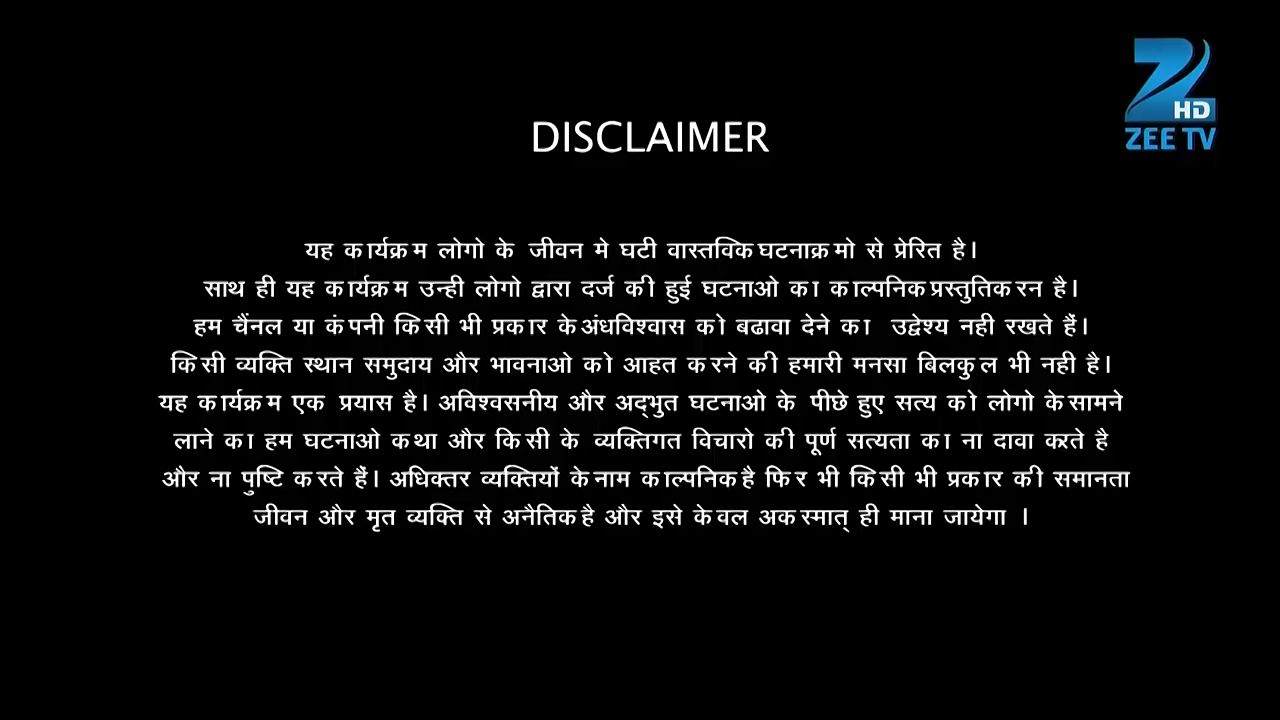 HD
ZEE TV
DISCLAIMER
यह कार्यक्रम लोगो के जीवन मे घटी वास्तविक घटनाक्रमो से प्रेरित है।
साथ ही यह कार्यक्रम उन्ही लोगो द्वारा दर्ज की हुई घटनाओ का काल्पनिक प्रस्तुतिकरन है।
हम चैंनल या कंपनी किसी भी प्रकार के अंधविश्वास को बढावा देने का उद्वेश्य नही रखते हैं।
किसी व्यक्ति स्थान समुदाय और भावनाओ को आहत करने की हमारी मनसा बिलकुल भी नही है।
यह कार्यक्रम एक प्रयास है। अविश्वसनीय और अद्भुत घटनाओ के पीछे हुए सत्य को लोगो के सामने
लाने का हम घटनाओ कथा और किसी के व्यक्तिगत विचारो की पूर्ण सत्यता का ना दावा करते है
और ना पुष्टि करते हैं। अधिक्तर व्यक्तियों के नाम काल्पनिक है फिर भी किसी भी प्रकार की समानता
जीवन और मृत व्यक्ति से अनैतिक है और इसे केवल अकस्मात् ही माना जायेगा ।